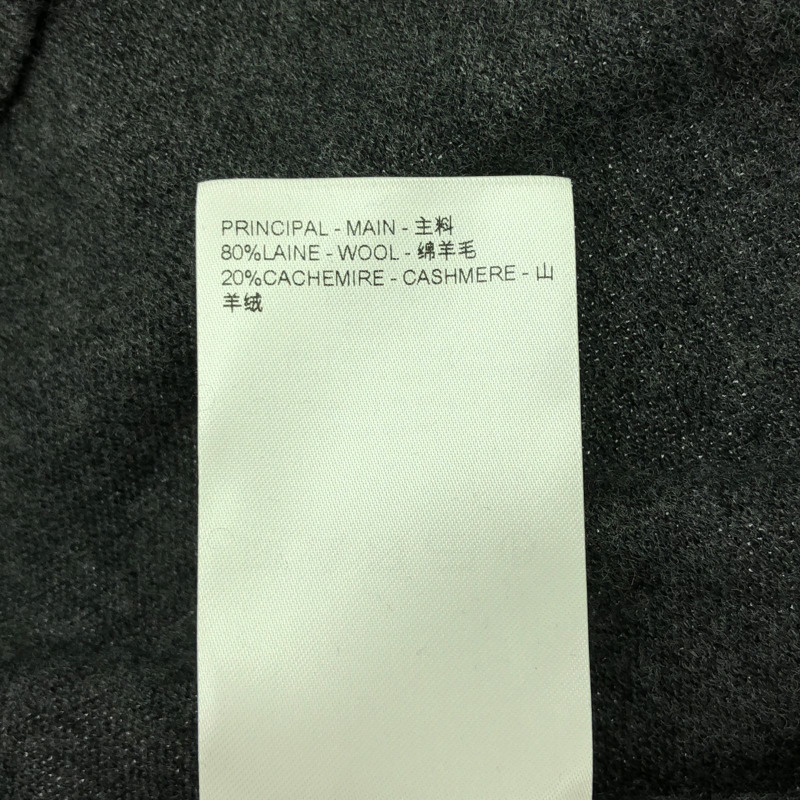 PRINCIPAL - MAIN - 主料
80%LAINE - WOOL - 绵羊毛
20%CACHEMIRE - CASHMERE - 山
羊绒